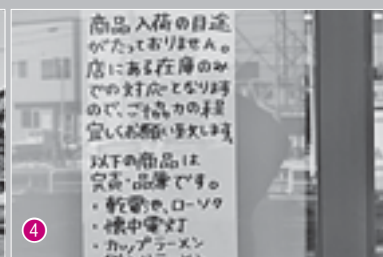 商品入荷の目途
がたっておりません。
店にある在庫のみ
での対応となります
ので、ご協力の程
宜しくお願い致します
以下の商品は
完売・品薄です。
・乾電池、ローソク
・懐中電灯
・カップラーメン
4